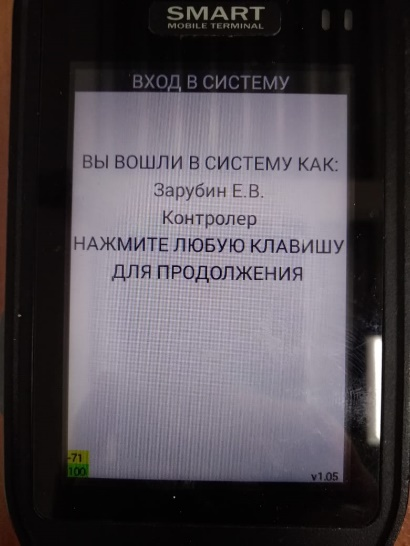 SMART
MOBILE TERMINAL
ВХОД В СИСТЕМУ
ВЫ ВОШЛИ В СИСТЕМУ КАК:
Зарубин Е.В.
Контролер
НАЖМИТЕ ЛЮБУЮ КЛАВИШУ
ДЛЯ ПРОДОЛЖЕНИЯ
-71
100
v1.05